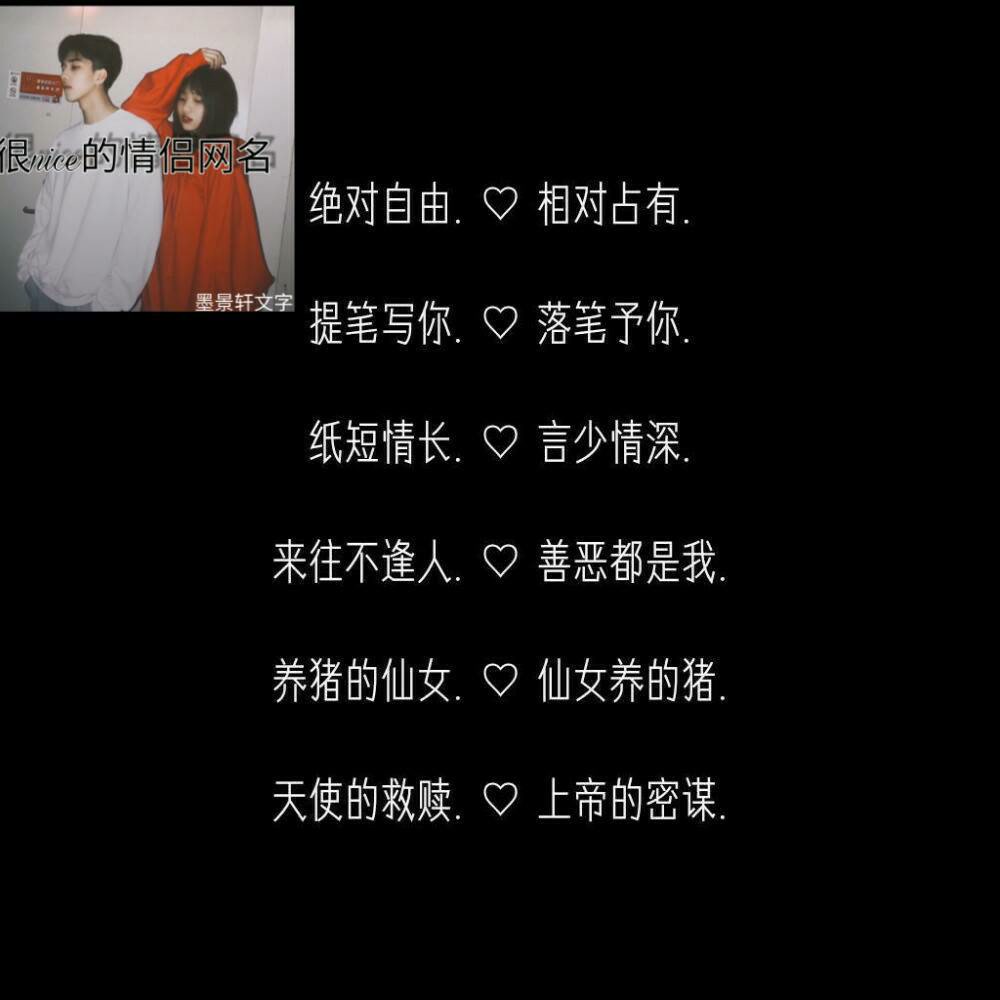 很nice的情侣网名
墨景轩文字
绝对自由. ♡ 相对占有.
提笔写你. ♡ 落笔予你.
纸短情长. ♡ 言少情深.
来往不逢人. ♡ 善恶都是我.
养猪的仙女. ♡ 仙女养的猪.
天使的救赎. ♡ 上帝的密谋.